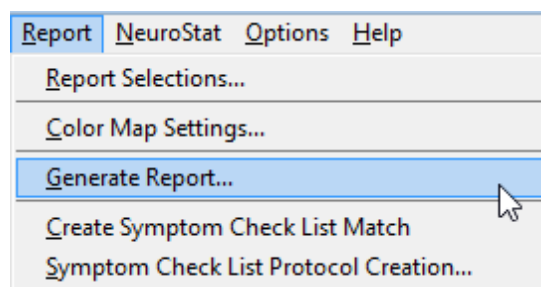 Report NeuroStat Options Help
Report Selections...
Color Map Settings...
Generate Report...
Create Symptom Check List Match
Symptom Check List Protocol Creation...